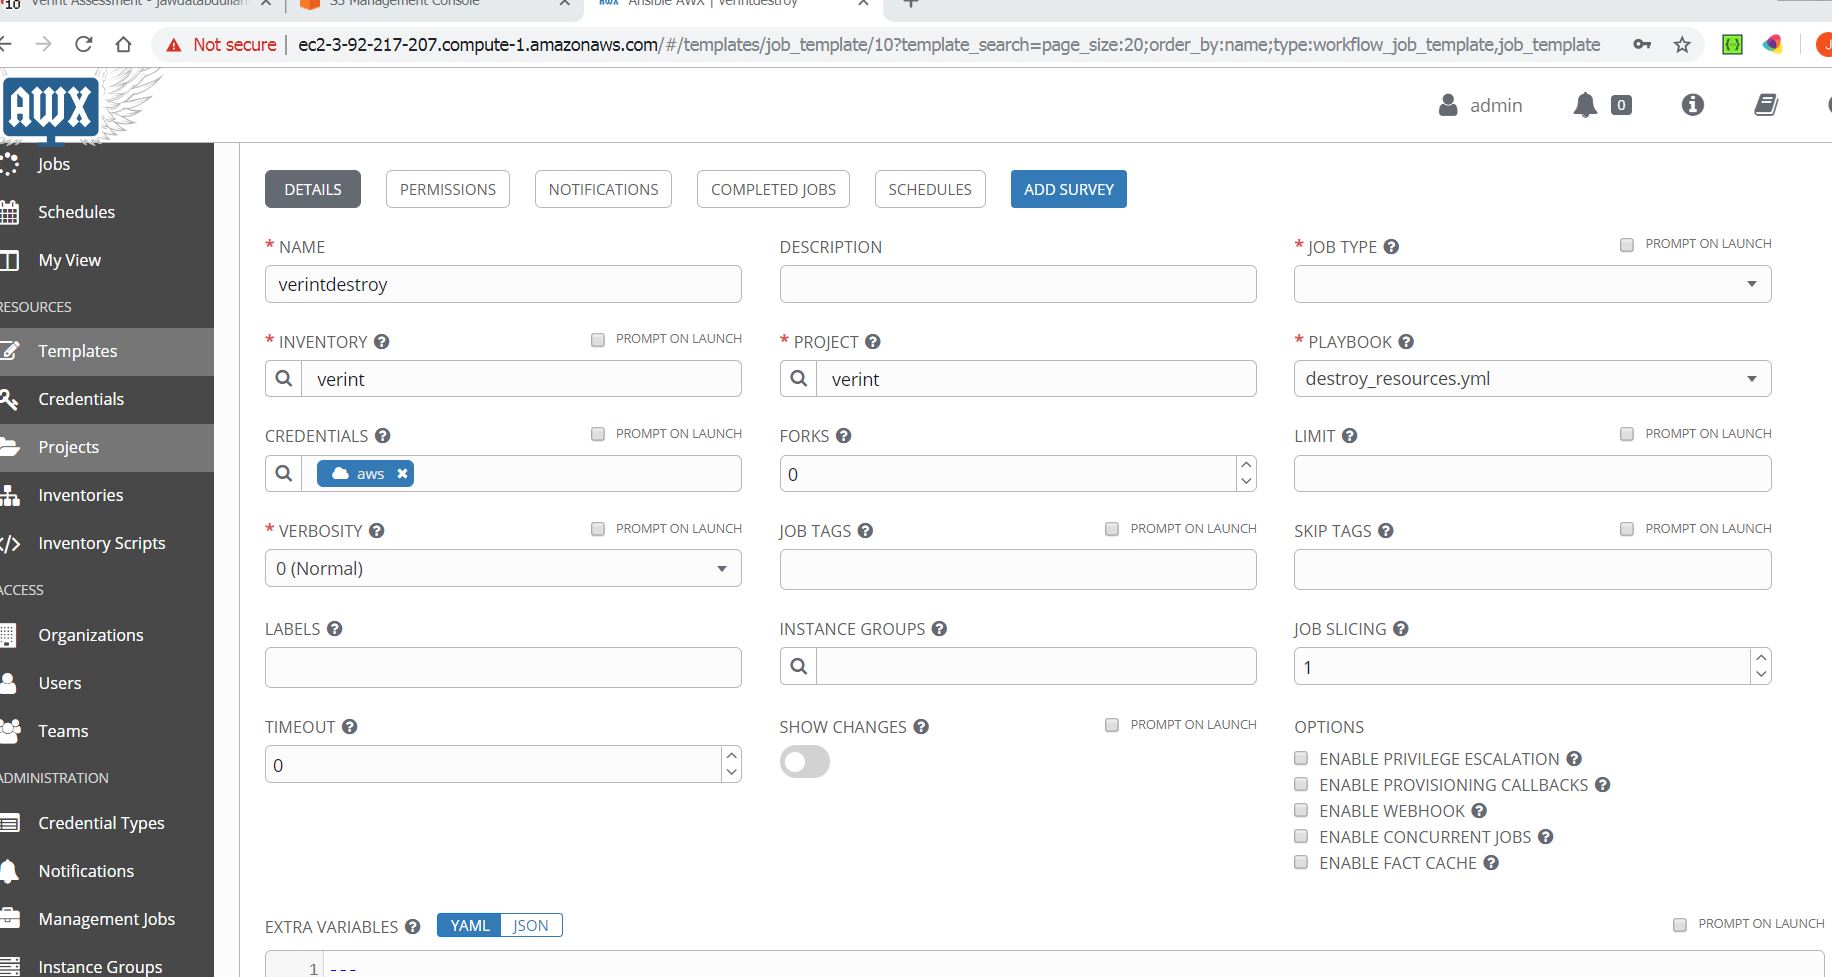 10 Verint Assessment - jawdatabdullah
S3 Management Console
AWX Ansible AWX | verintdestroy
Not secure | ec2-3-92-217-207.compute-1.amazonaws.com/#/templates/job_template/10?template_search=page_size:20;order_by:name;type:workflow_job_template,job_template
J
AWX
admin
0
Jobs
Schedules
My View
RESOURCES
Templates
Credentials
Projects
Inventories
Inventory Scripts
ACCESS
Organizations
Users
Teams
ADMINISTRATION
Credential Types
Notifications
Management Jobs
Instance Groups
DETAILS PERMISSIONS NOTIFICATIONS COMPLETED JOBS SCHEDULES ADD SURVEY
* NAME DESCRIPTION * JOB TYPE ? PROMPT ON LAUNCH
verintdestroy
* INVENTORY ? PROMPT ON LAUNCH * PROJECT ? * PLAYBOOK ?
verint verint destroy_resources.yml
CREDENTIALS ? PROMPT ON LAUNCH FORKS ? LIMIT ? PROMPT ON LAUNCH
aws × 0
* VERBOSITY ? PROMPT ON LAUNCH JOB TAGS ? PROMPT ON LAUNCH SKIP TAGS ? PROMPT ON LAUNCH
0 (Normal)
LABELS ? INSTANCE GROUPS ? JOB SLICING ?
1
TIMEOUT ? SHOW CHANGES ? PROMPT ON LAUNCH OPTIONS
0
ENABLE PRIVILEGE ESCALATION ?
ENABLE PROVISIONING CALLBACKS ?
ENABLE WEBHOOK ?
ENABLE CONCURRENT JOBS ?
ENABLE FACT CACHE ?
EXTRA VARIABLES ? YAML JSON PROMPT ON LAUNCH
1 ---